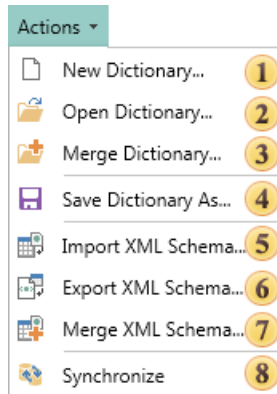 Actions
New Dictionary... 1
Open Dictionary... 2
Merge Dictionary... 3
Save Dictionary As... 4
Import XML Schema... 5
Export XML Schema... 6
Merge XML Schema... 7
Synchronize 8